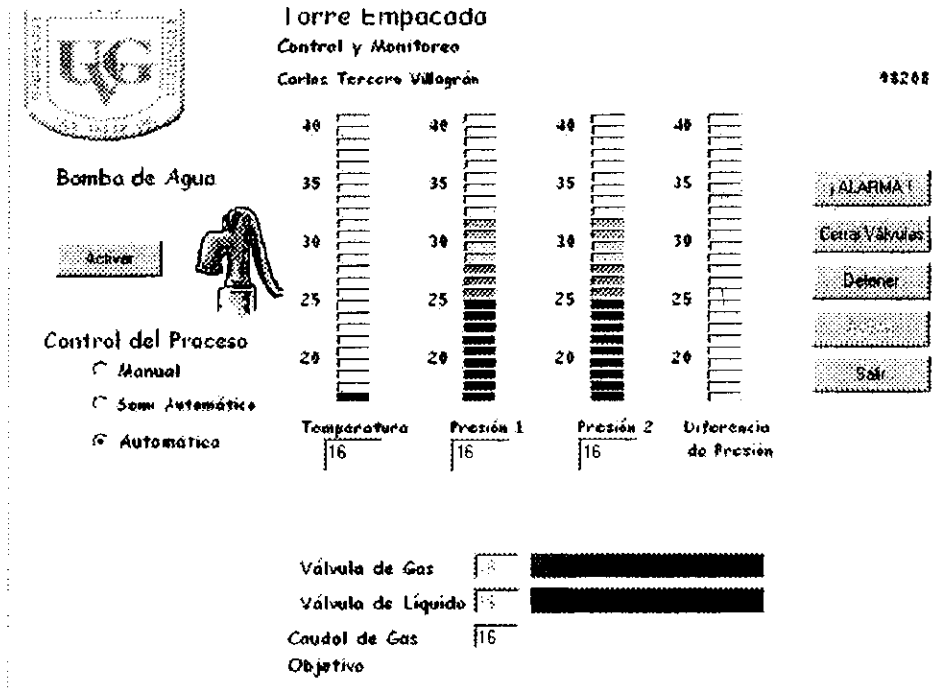 UVG
Torre Empacada
Control y Monitoreo
Carlos Tercero Villagrán
98208
40 40 40 40
Bomba de Agua
35 35 35 35
¡ALARMA!
30 30 30 30
Cerrar Válvulas
Activar
Detener
25 25 25 25
Control del Proceso
20 20 20 20
Manual
Salir
Semi Automático
Automático
Temperatura Presión 1 Presión 2 Diferencia
de Presión
16 16 16
Válvula de Gas
Válvula de Líquido
Caudal de Gas 16
Objetivo